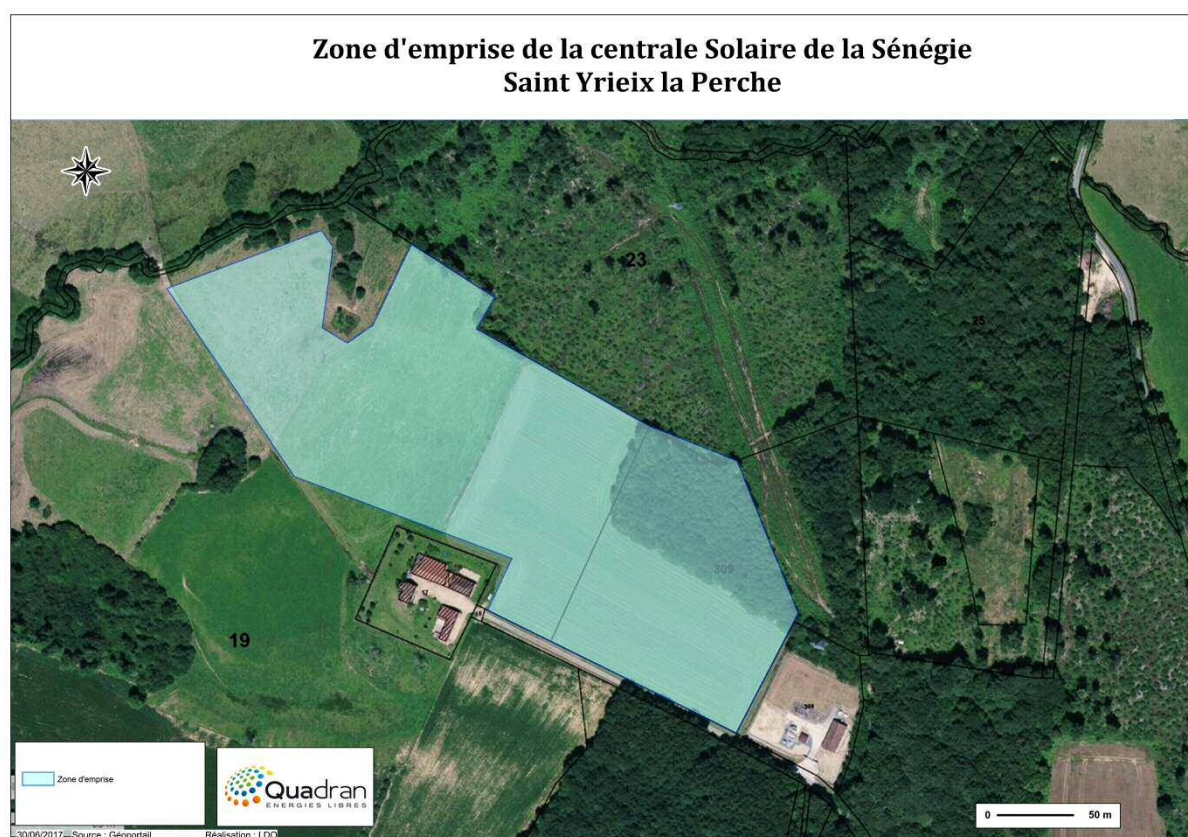 Zone d'emprise de la centrale Solaire de la Sénégie
Saint Yrieix la Perche
23
25
309
19
Zone d'emprise
Quadran
ENERGIES LIBRES
0 50 m
30/06/2017 Source : Géoportail Réalisation : LDO